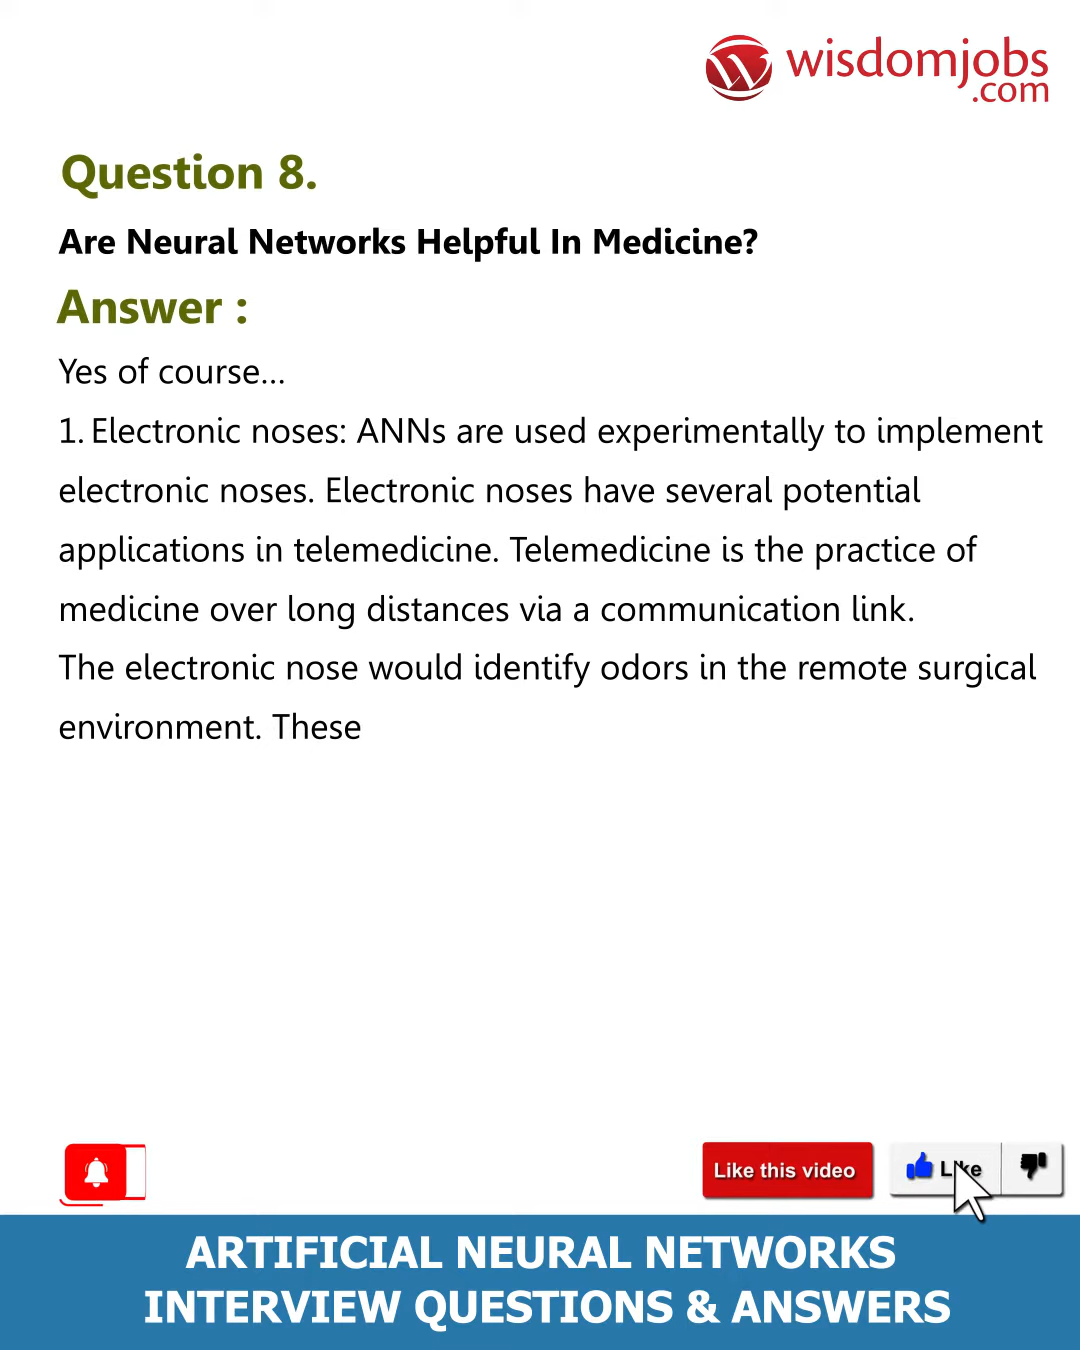 wisdomjobs
.com
Question 8.
Are Neural Networks Helpful In Medicine?
Answer :
Yes of course...
1. Electronic noses: ANNs are used experimentally to implement
electronic noses. Electronic noses have several potential
applications in telemedicine. Telemedicine is the practice of
medicine over long distances via a communication link.
The electronic nose would identify odors in the remote surgical
environment. These
Like this video
Like
ARTIFICIAL NEURAL NETWORKS
INTERVIEW QUESTIONS & ANSWERS